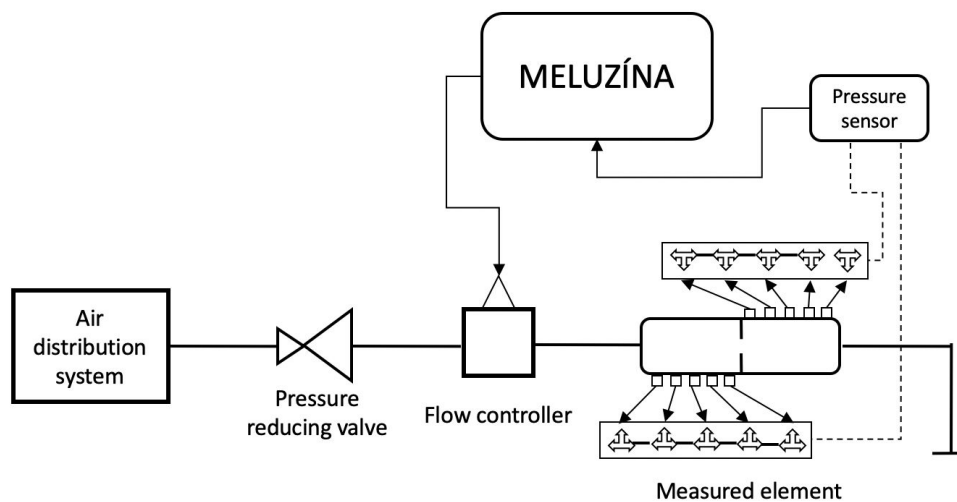 MELUZÍNA
Pressure
sensor
Air
distribution
system
Pressure
reducing valve
Flow controller
Measured element